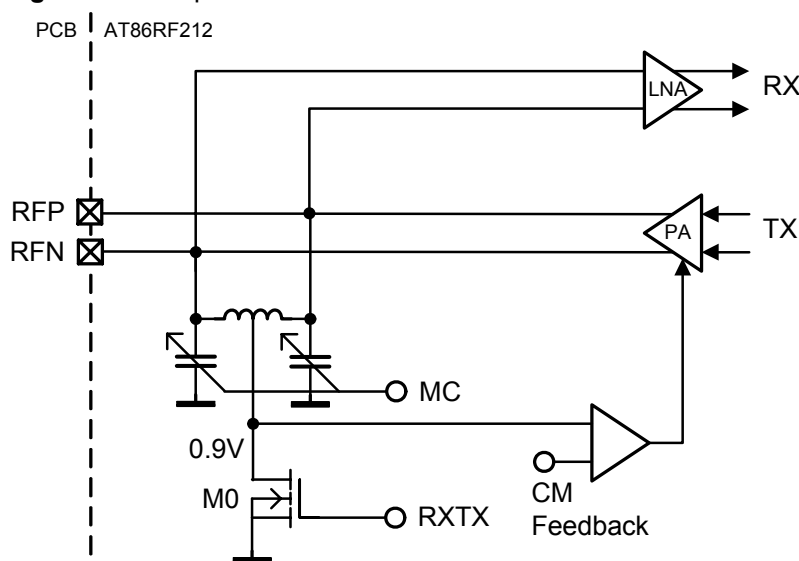 PCB AT86RF212
LNA
RX
RFP
RFN
PA
TX
MC
0.9V
M0
RXTX
CM
Feedback